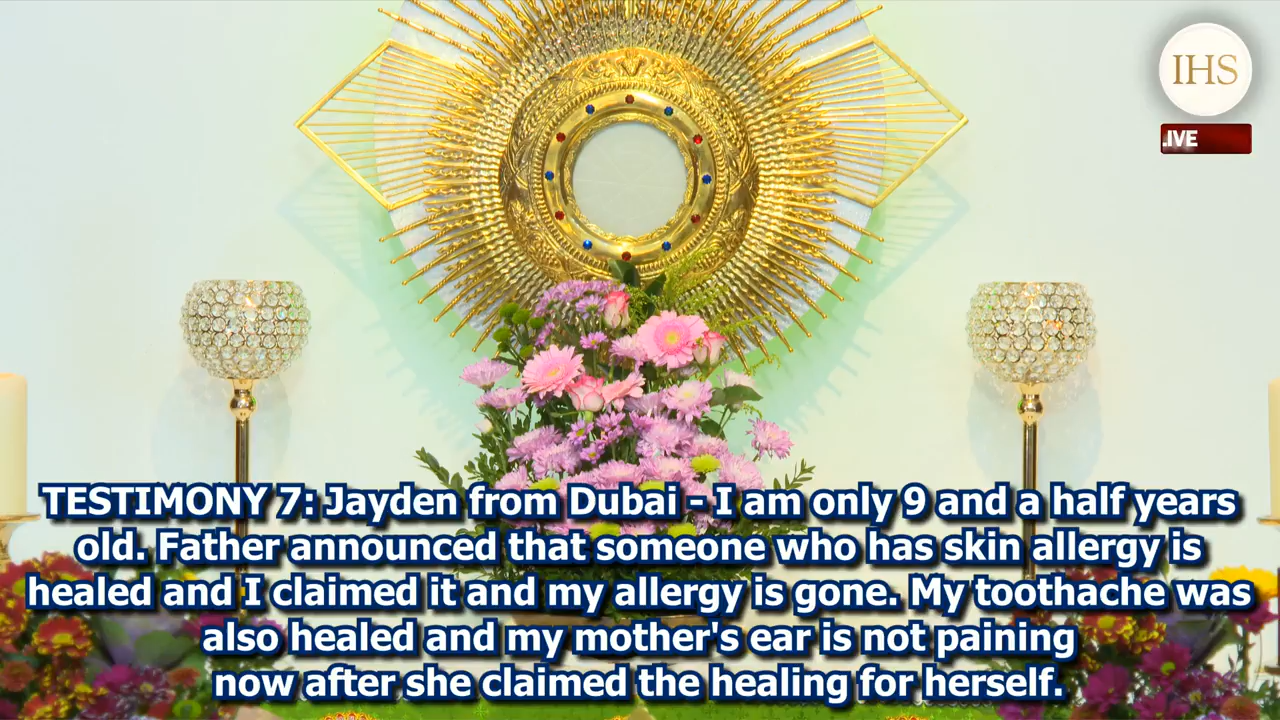 IHS
.IVE
TESTIMONY 7: Jayden from Dubai - I am only 9 and a half years
old. Father announced that someone who has skin allergy is
healed and I claimed it and my allergy is gone. My toothache was
also healed and my mother's ear is not paining
now after she claimed the healing for herself.